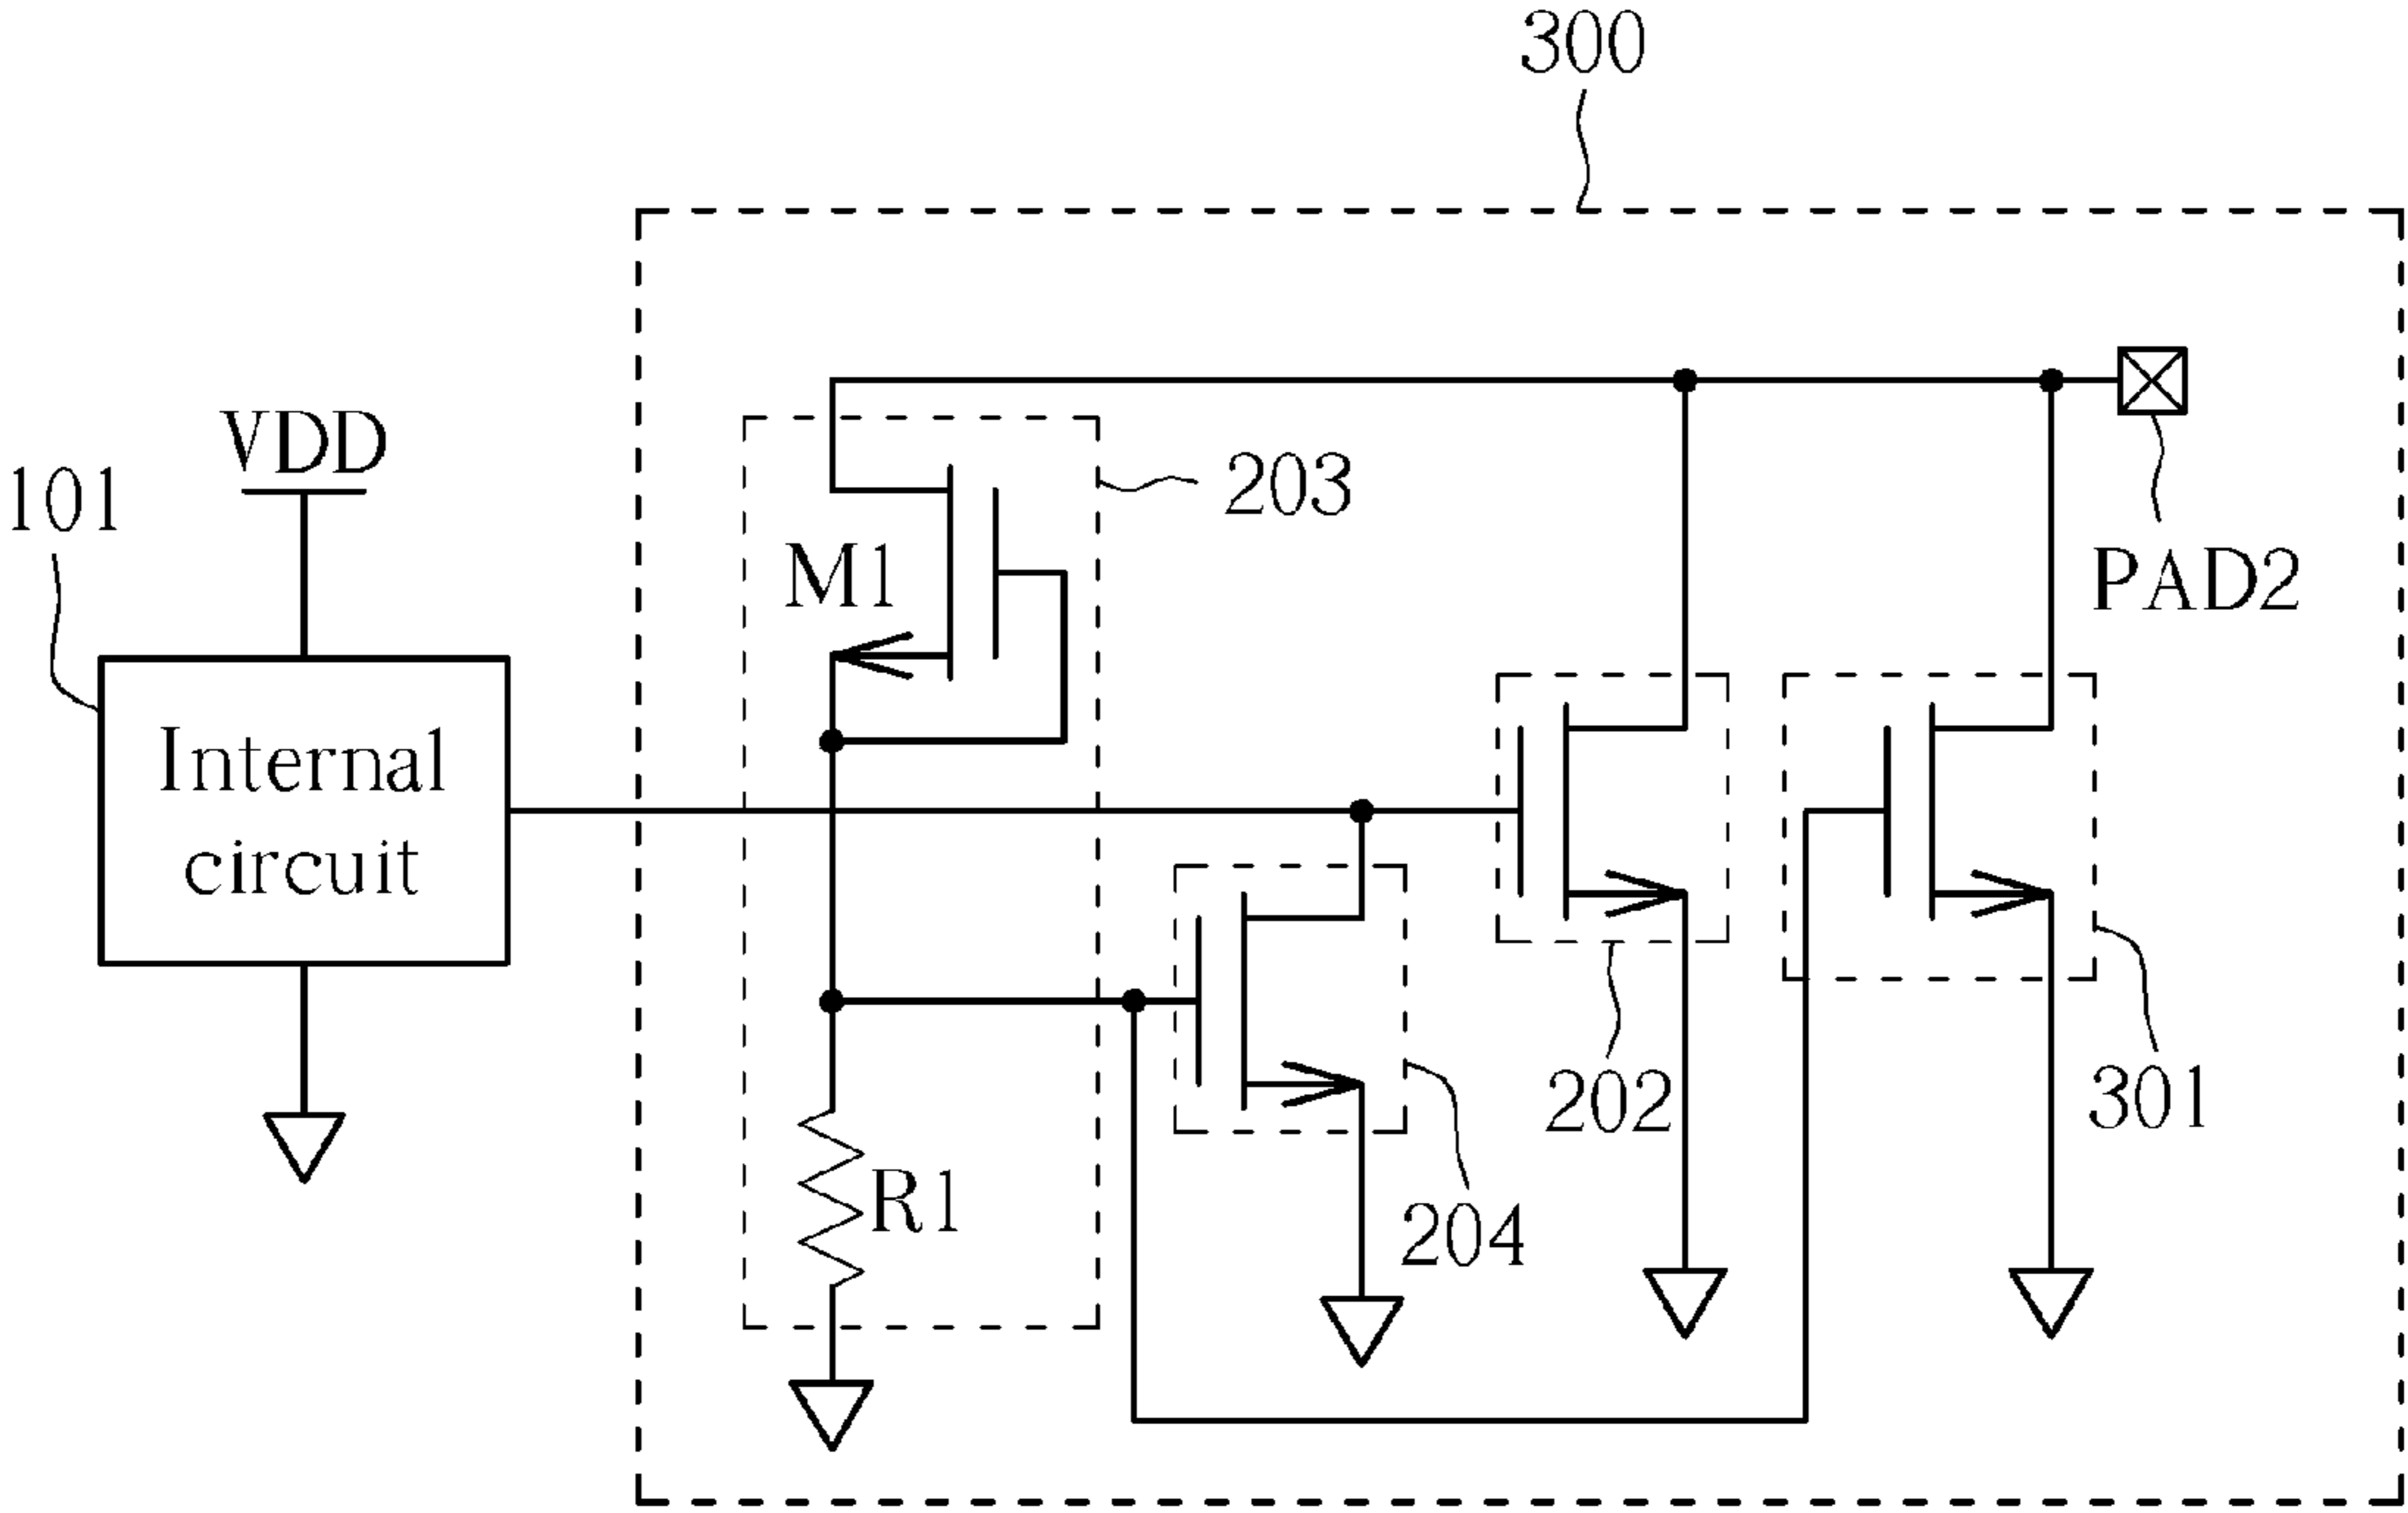 300
VDD
101
203
M1
PAD2
Internal
circuit
202
301
R1
204